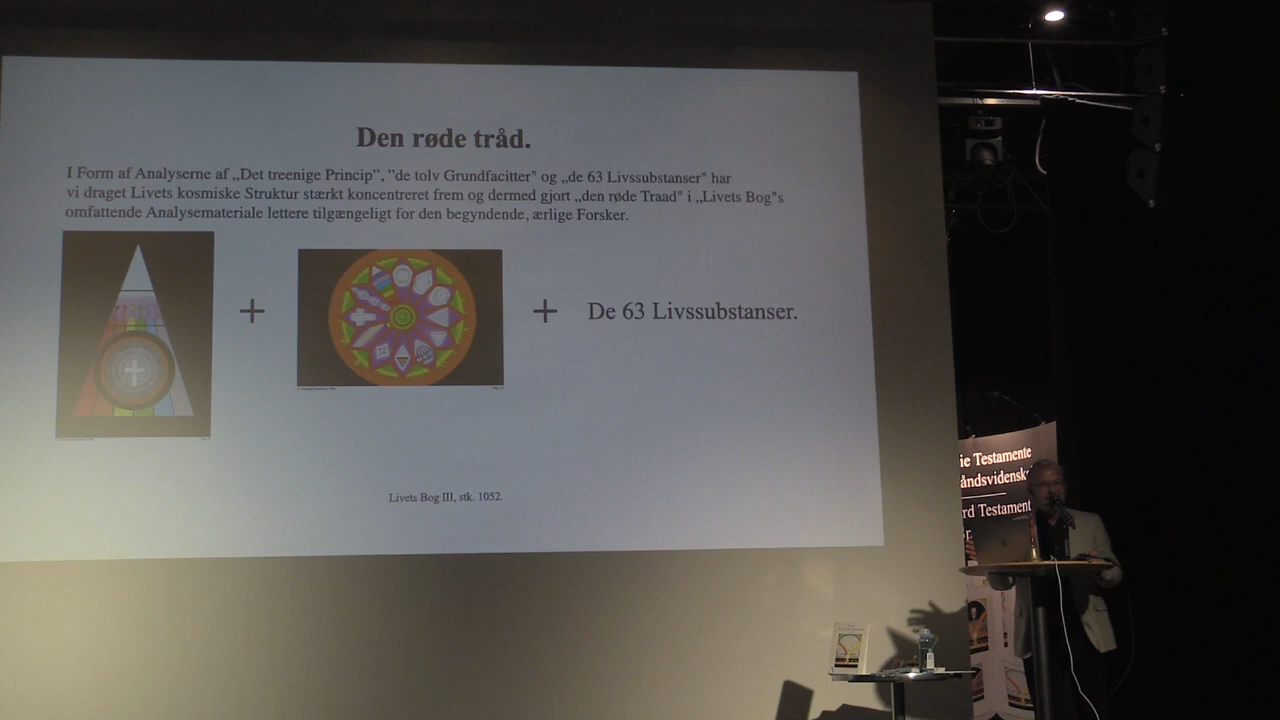 Den røde tråd.
I Form af Analyserne af „Det treenige Princip”, ”de tolv Grundfacitter" og „de 63 Livssubstanser" har
vi draget Livets kosmiske Struktur stærkt koncentreret frem og dermed gjort „den røde Traad" i „Livets Bog"s
omfattende Analysemateriale lettere tilgængeligt for den begyndende, ærlige Forsker.
+
+
De 63 Livssubstanser.
Livets Bog III, stk. 1052.
ie Testamente
åndsvidensk
rd Testament